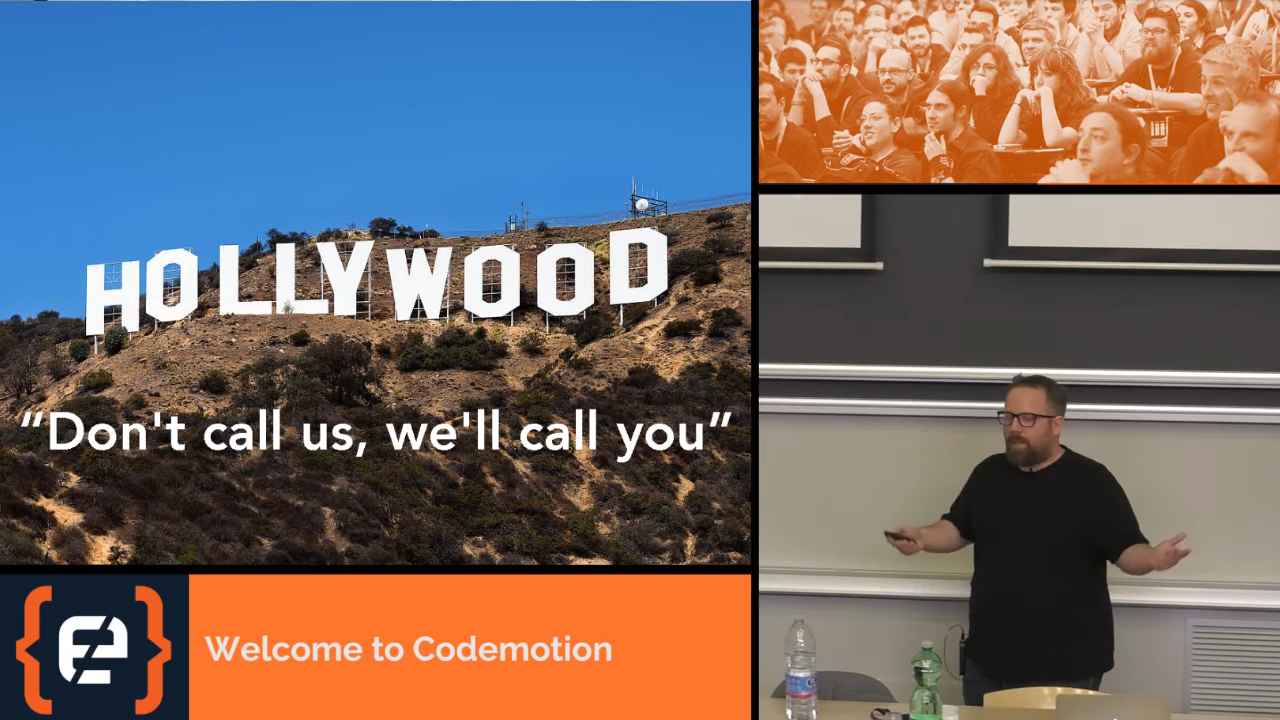 HOLLYWOOD
“Don't call us, we'll call you”
Welcome to Codemotion